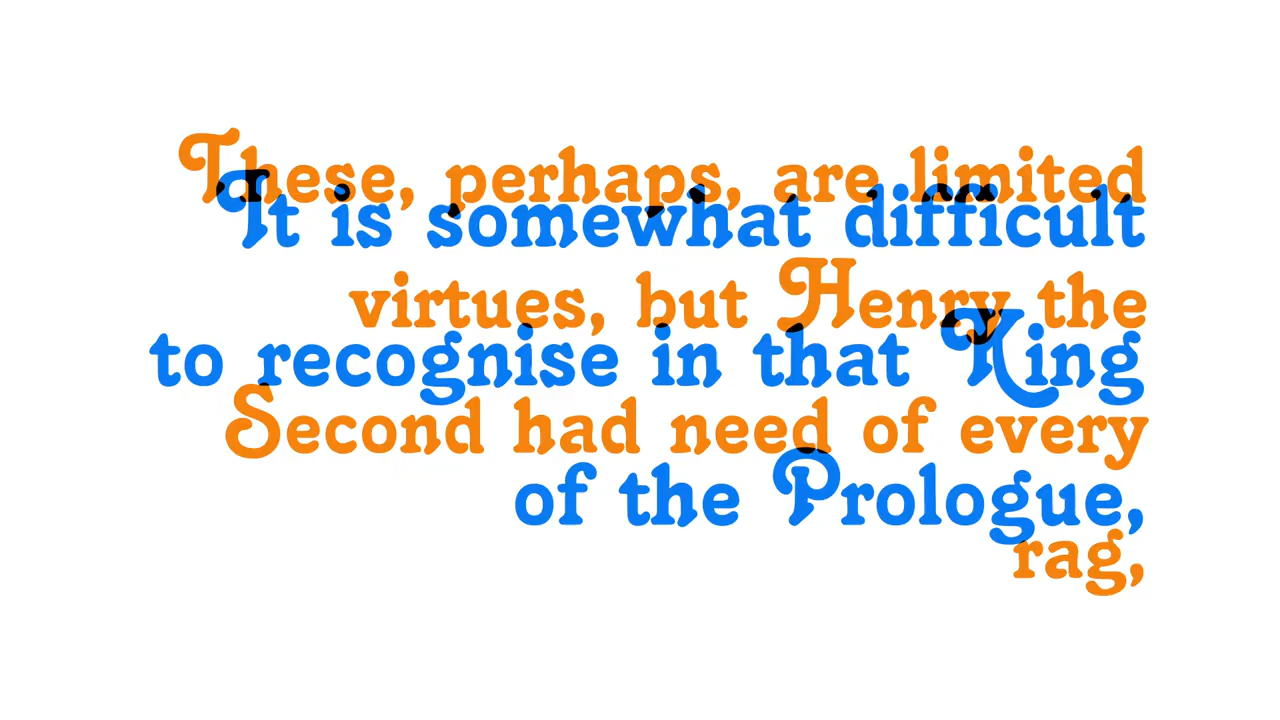 These, perhaps, are limited
virtues, but Henry the
Second had need of every
rag,
It is somewhat difficult
to recognise in that King
of the Prologue,